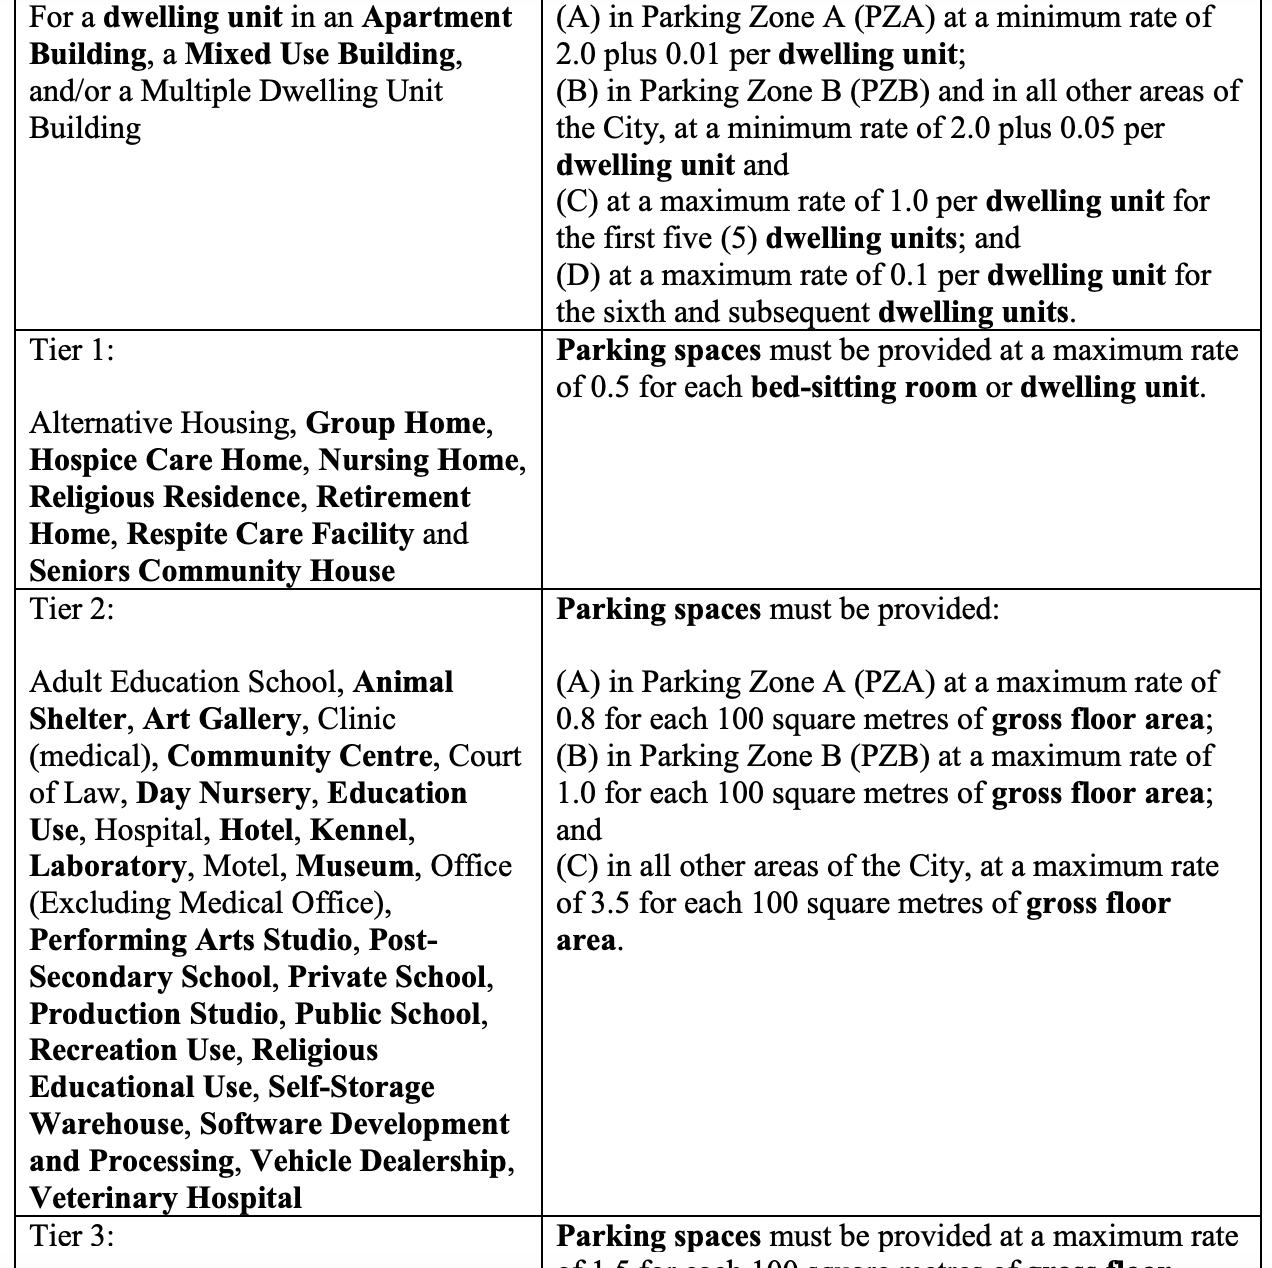 For a dwelling unit in an Apartment
Building, a Mixed Use Building,
and/or a Multiple Dwelling Unit
Building
(A) in Parking Zone A (PZA) at a minimum rate of
2.0 plus 0.01 per dwelling unit;
(B) in Parking Zone B (PZB) and in all other areas of
the City, at a minimum rate of 2.0 plus 0.05 per
dwelling unit and
(C) at a maximum rate of 1.0 per dwelling unit for
the first five (5) dwelling units; and
(D) at a maximum rate of 0.1 per dwelling unit for
the sixth and subsequent dwelling units.
Tier 1:
Alternative Housing, Group Home,
Hospice Care Home, Nursing Home,
Religious Residence, Retirement
Home, Respite Care Facility and
Seniors Community House
Parking spaces must be provided at a maximum rate
of 0.5 for each bed-sitting room or dwelling unit.
Tier 2:
Adult Education School, Animal
Shelter, Art Gallery, Clinic
(medical), Community Centre, Court
of Law, Day Nursery, Education
Use, Hospital, Hotel, Kennel,
Laboratory, Motel, Museum, Office
(Excluding Medical Office),
Performing Arts Studio, Post-
Secondary School, Private School,
Production Studio, Public School,
Recreation Use, Religious
Educational Use, Self-Storage
Warehouse, Software Development
and Processing, Vehicle Dealership,
Veterinary Hospital
Parking spaces must be provided:
(A) in Parking Zone A (PZA) at a maximum rate of
0.8 for each 100 square metres of gross floor area;
(B) in Parking Zone B (PZB) at a maximum rate of
1.0 for each 100 square metres of gross floor area;
and
(C) in all other areas of the City, at a maximum rate
of 3.5 for each 100 square metres of gross floor
area.
Tier 3:
Parking spaces must be provided at a maximum rate
of 1.5 for each 100 square metres of gross floor